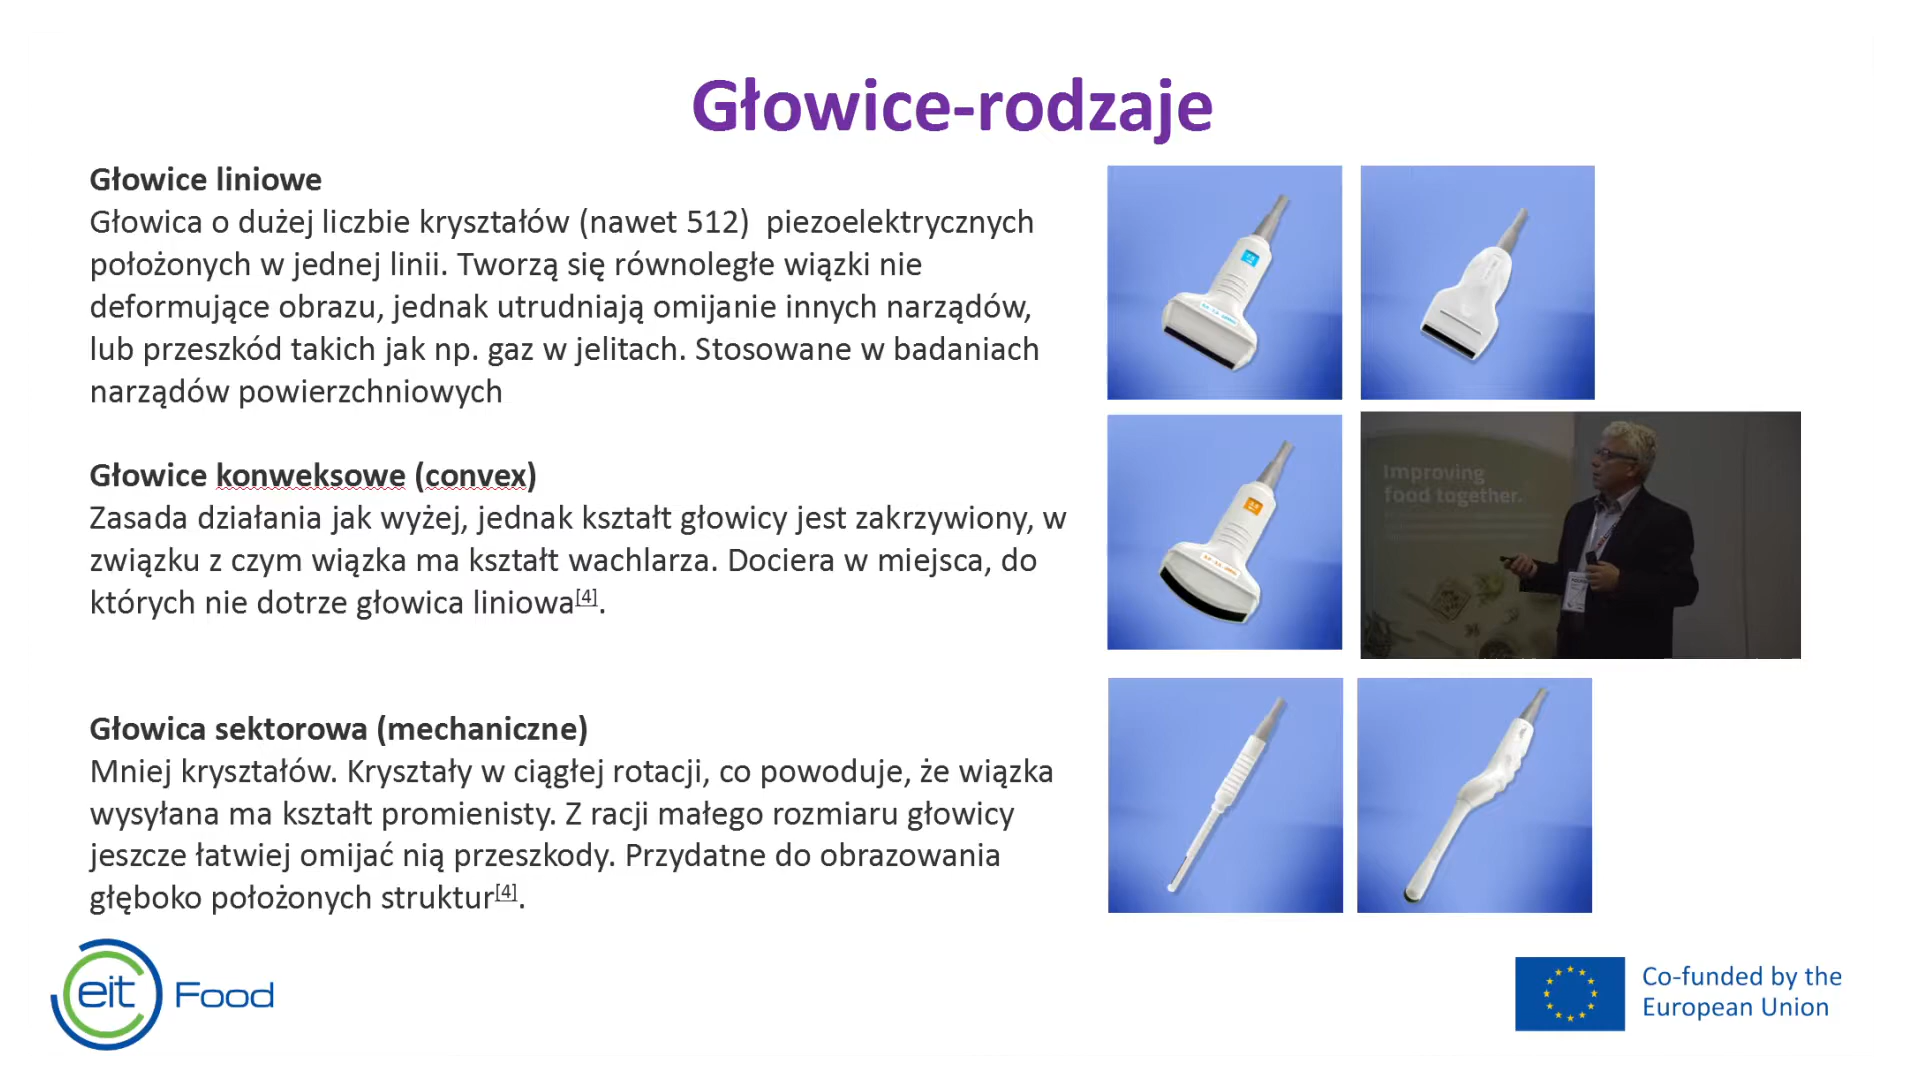 Głowice-rodzaje
Głowice liniowe
Głowica o dużej liczbie kryształów (nawet 512)  piezoelektrycznych
położonych w jednej linii. Tworzą się równoległe wiązki nie
deformujące obrazu, jednak utrudniają omijanie innych narządów,
lub przeszkód takich jak np. gaz w jelitach. Stosowane w badaniach
narządów powierzchniowych
Głowice konweksowe (convex)
Zasada działania jak wyżej, jednak kształt głowicy jest zakrzywiony, w
związku z czym wiązka ma kształt wachlarza. Dociera w miejsca, do
których nie dotrze głowica liniowa[4].
Improving
food together.
Głowica sektorowa (mechaniczne)
Mniej kryształów. Kryształy w ciągłej rotacji, co powoduje, że wiązka
wysyłana ma kształt promienisty. Z racji małego rozmiaru głowicy
jeszcze łatwiej omijać nią przeszkody. Przydatne do obrazowania
głęboko położonych struktur[4].
eit Food
Co-funded by the
European Union